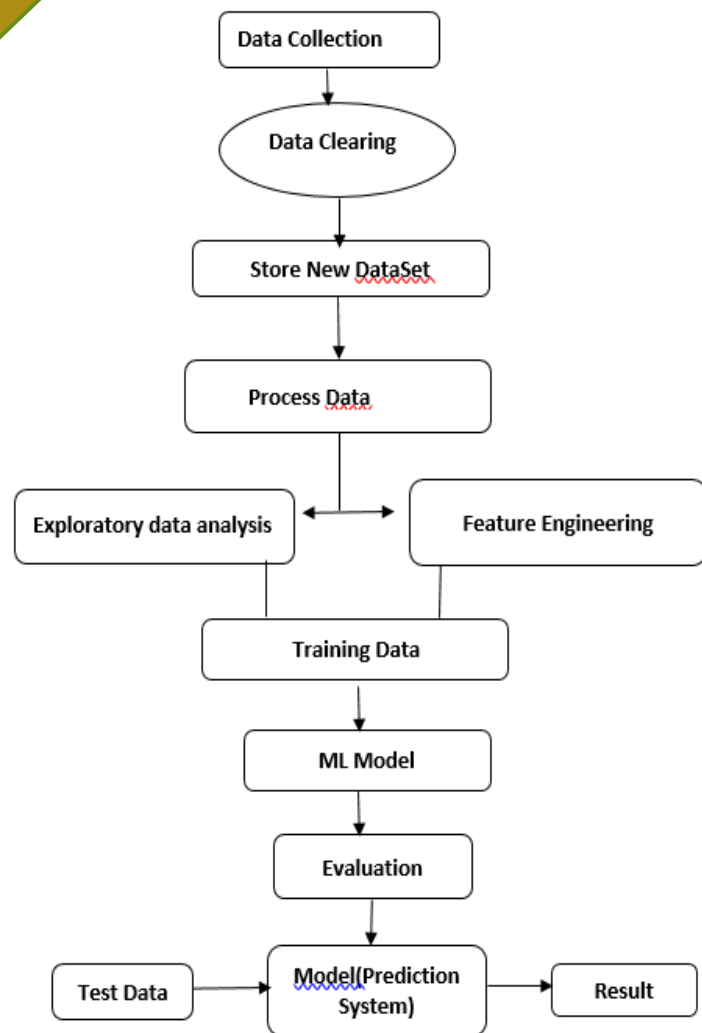 Data Collection
Data Clearing
Store New DataSet
Process Data
Exploratory data analysis
Feature Engineering
Training Data
ML Model
Evaluation
Test Data
Model(Prediction
System)
Result